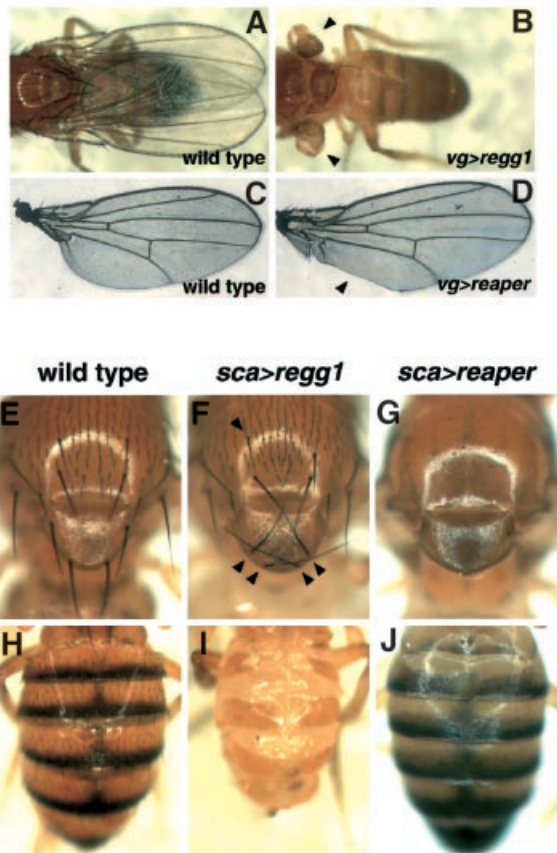 A
wild type
B
vg>regg1
C
wild type
D
vg>reaper
wild type
sca>regg1
sca>reaper
E
F
G
H
I
J